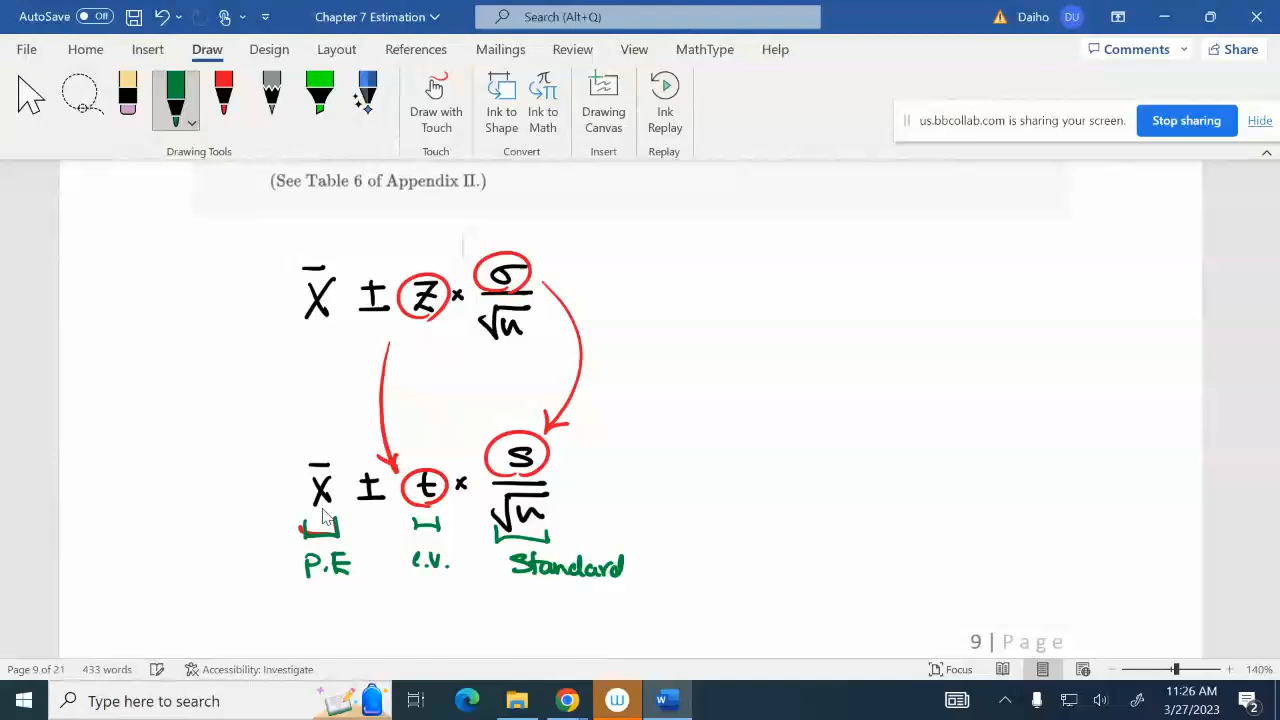 AutoSave Off Chapter 7 Estimation Search (Alt+Q) Daiho DU
File Home Insert Draw Design Layout References Mailings Review View MathType Help Comments Share
Draw with Touch Ink to Shape Ink to Math Drawing Canvas Ink Replay
us.bbcollab.com is sharing your screen. Stop sharing Hide
Drawing Tools Touch Convert Insert Replay
(See Table 6 of Appendix II.)
x̄ ± z × σ/√n
x̄ ± t × s/√n
P.E C.V. Standard
9 | Page
Page 9 of 21 433 words Accessibility: Investigate Focus 140%
Type here to search W 11:26 AM
3/27/2023 2